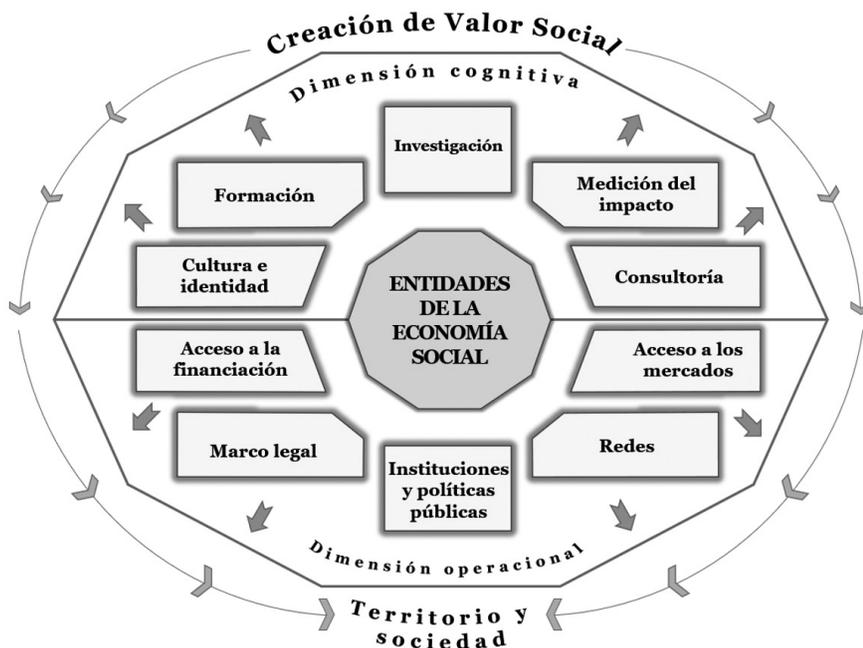 Creación de Valor Social
Dimensión cognitiva
Investigación
Formación
Medición del
impacto
Cultura e
identidad
Consultoría
ENTIDADES
DE LA
ECONOMÍA
SOCIAL
Acceso a la
financiación
Acceso a los
mercados
Marco legal
Redes
Instituciones
y políticas
públicas
Dimensión operacional
Territorio y
sociedad